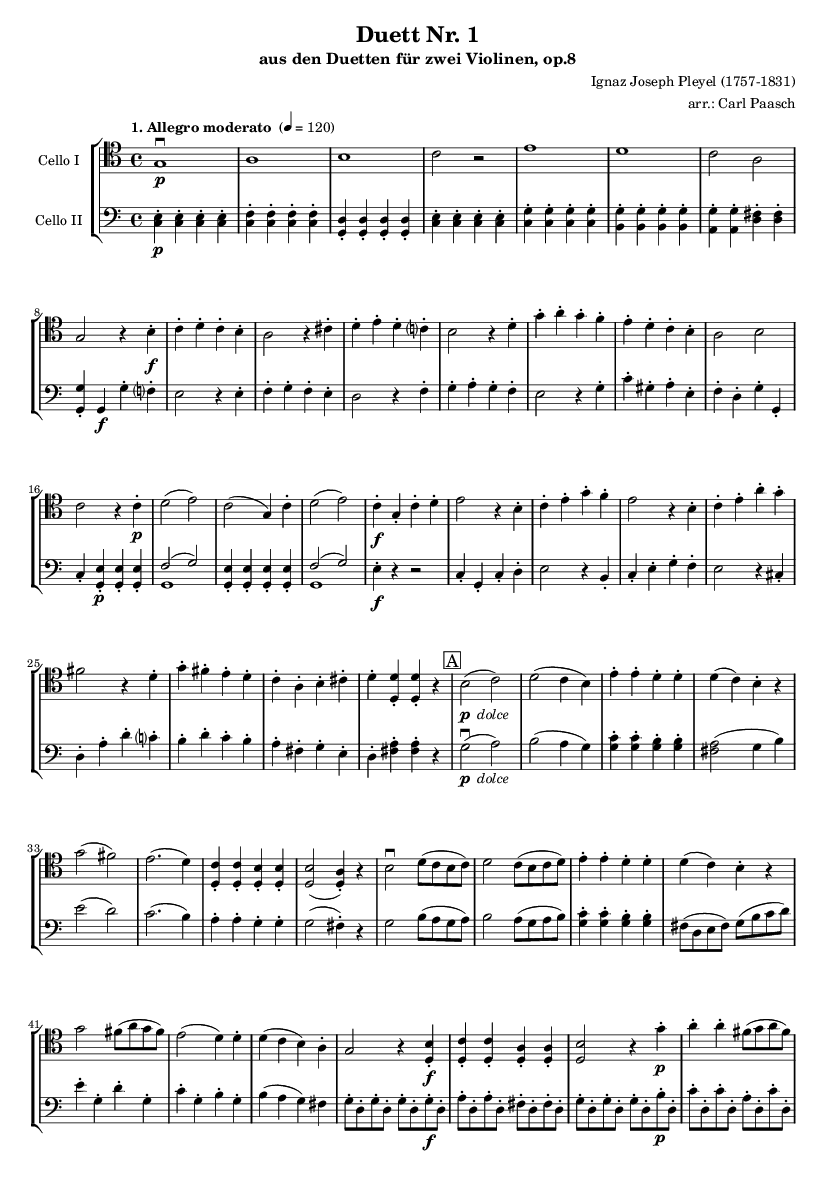 Duett Nr. 1
aus den Duetten für zwei Violinen, op.8
Ignaz Joseph Pleyel (1757-1831)
arr.: Carl Paasch
1. Allegro moderato (♩ = 120)
Cello I
p
Cello II
p
8
f
f
16
p
f
p
f
25
A
p dolce
p dolce
33
41
f
p
f
p